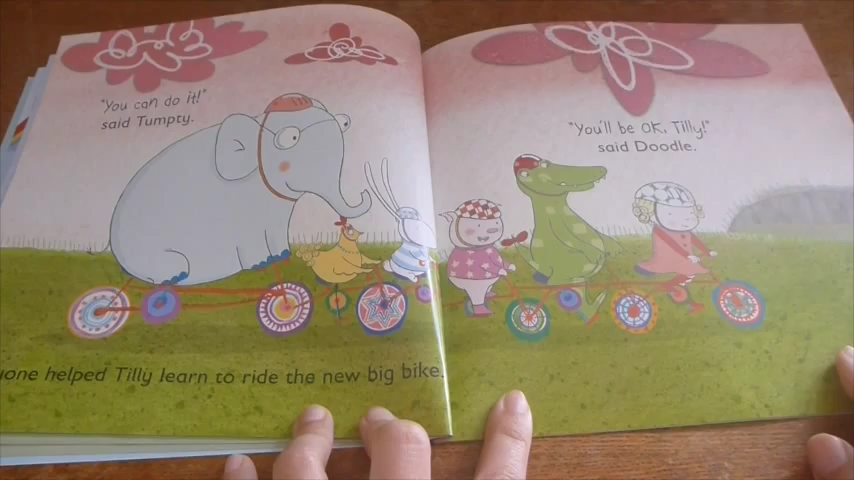 "You can do it!"
said Tumpty.
"You'll be OK, Tilly!"
said Doodle.
helped Tilly learn to ride the new big bike.